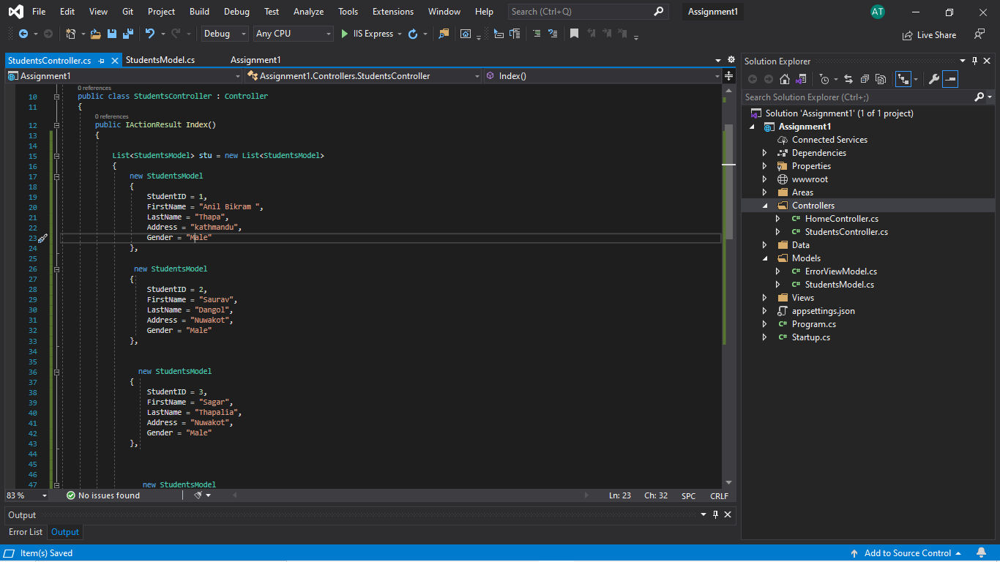 File Edit View Git Project Build Debug Test Analyze Tools Extensions Window Help Search (Ctrl+Q) Assignment1 AT
Debug Any CPU IIS Express Live Share
StudentsController.cs StudentsModel.cs Assignment1
Assignment1 Assignment1.Controllers.StudentsController Index()
0 references
10 public class StudentsController : Controller
11 {
0 references
12 public IActionResult Index()
13 {
14
15 List<StudentsModel> stu = new List<StudentsModel>
16 {
17 new StudentsModel
18 {
19 StudentID = 1,
20 FirstName = "Anil Bikram ",
21 LastName = "Thapa",
22 Address = "kathmandu",
23 Gender = "Male"
24 },
25
26 new StudentsModel
27 {
28 StudentID = 2,
29 FirstName = "Saurav",
30 LastName = "Dangol",
31 Address = "Nuwakot",
32 Gender = "Male"
33 },
34
35
36 new StudentsModel
37 {
38 StudentID = 3,
39 FirstName = "Sagar",
40 LastName = "Thapalia",
41 Address = "Nuwakot",
42 Gender = "Male"
43 },
44
45
46
47 new StudentsModel
83 % No issues found Ln: 23 Ch: 32 SPC CRLF
Output
Error List Output
Solution Explorer
Search Solution Explorer (Ctrl+;)
Solution 'Assignment1' (1 of 1 project)
Assignment1
Connected Services
Dependencies
Properties
wwwroot
Areas
Controllers
C# HomeController.cs
C# StudentsController.cs
Data
Models
C# ErrorViewModel.cs
C# StudentsModel.cs
Views
appsettings.json
C# Program.cs
C# Startup.cs
Item(s) Saved Add to Source Control